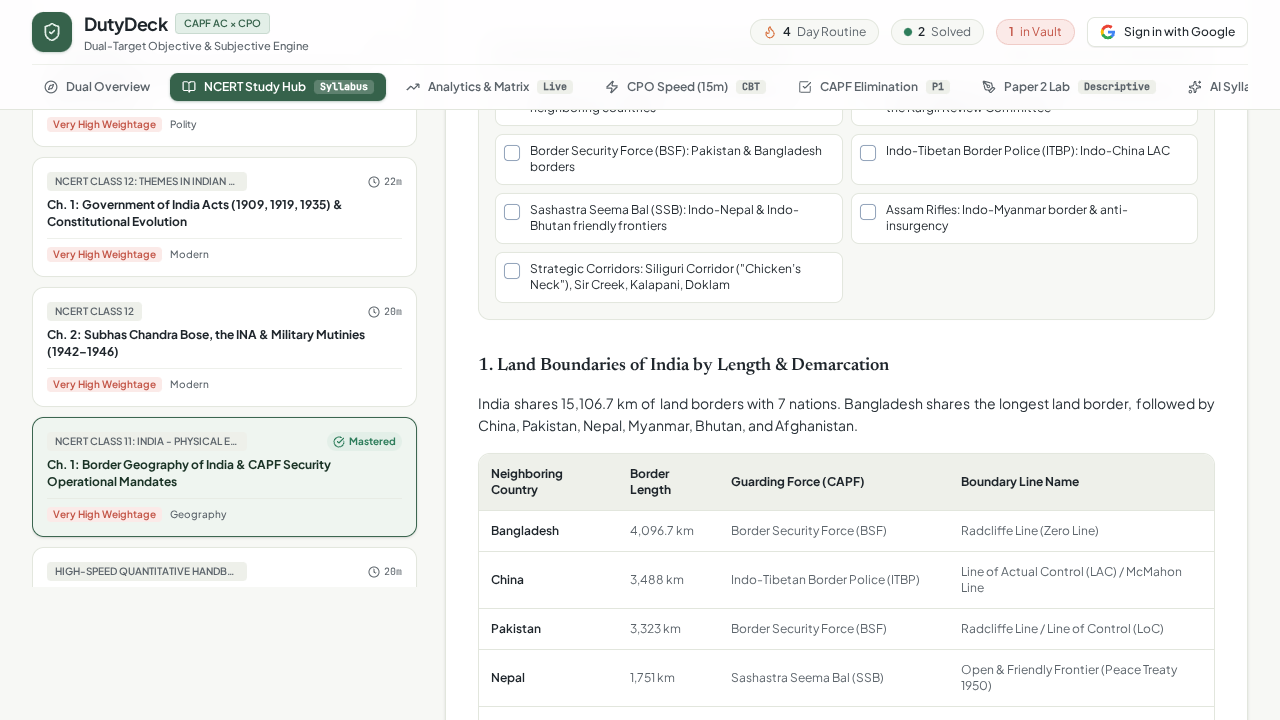 DutyDeck
CAPF AC × CPO
Dual-Target Objective & Subjective Engine
4 Day Routine
2 Solved
1 in Vault
Sign in with Google
Dual Overview
NCERT Study Hub Syllabus
Analytics & Matrix Live
CPO Speed (15m) CBT
CAPF Elimination P1
Paper 2 Lab Descriptive
AI Sylla
Very High Weightage Polity
NCERT CLASS 12: THEMES IN INDIAN ...
22m
Ch. 1: Government of India Acts (1909, 1919, 1935) &
Constitutional Evolution
Very High Weightage Modern
NCERT CLASS 12
20m
Ch. 2: Subhas Chandra Bose, the INA & Military Mutinies
(1942–1946)
Very High Weightage Modern
NCERT CLASS 11: INDIA – PHYSICAL E...
Mastered
Ch. 1: Border Geography of India & CAPF Security
Operational Mandates
Very High Weightage Geography
HIGH-SPEED QUANTITATIVE HANDB...
20m
neighboring countries
the Kargil Review Committee
Border Security Force (BSF): Pakistan & Bangladesh
borders
Indo-Tibetan Border Police (ITBP): Indo-China LAC
Sashastra Seema Bal (SSB): Indo-Nepal & Indo-
Bhutan friendly frontiers
Assam Rifles: Indo-Myanmar border & anti-
insurgency
Strategic Corridors: Siliguri Corridor ("Chicken's
Neck"), Sir Creek, Kalapani, Doklam
1. Land Boundaries of India by Length & Demarcation
India shares 15,106.7 km of land borders with 7 nations. Bangladesh shares the longest land border, followed by
China, Pakistan, Nepal, Myanmar, Bhutan, and Afghanistan.
Neighboring
Country
Border
Length
Guarding Force (CAPF)
Boundary Line Name
Bangladesh
4,096.7 km
Border Security Force (BSF)
Radcliffe Line (Zero Line)
China
3,488 km
Indo-Tibetan Border Police (ITBP)
Line of Actual Control (LAC) / McMahon
Line
Pakistan
3,323 km
Border Security Force (BSF)
Radcliffe Line / Line of Control (LoC)
Nepal
1,751 km
Sashastra Seema Bal (SSB)
Open & Friendly Frontier (Peace Treaty
1950)